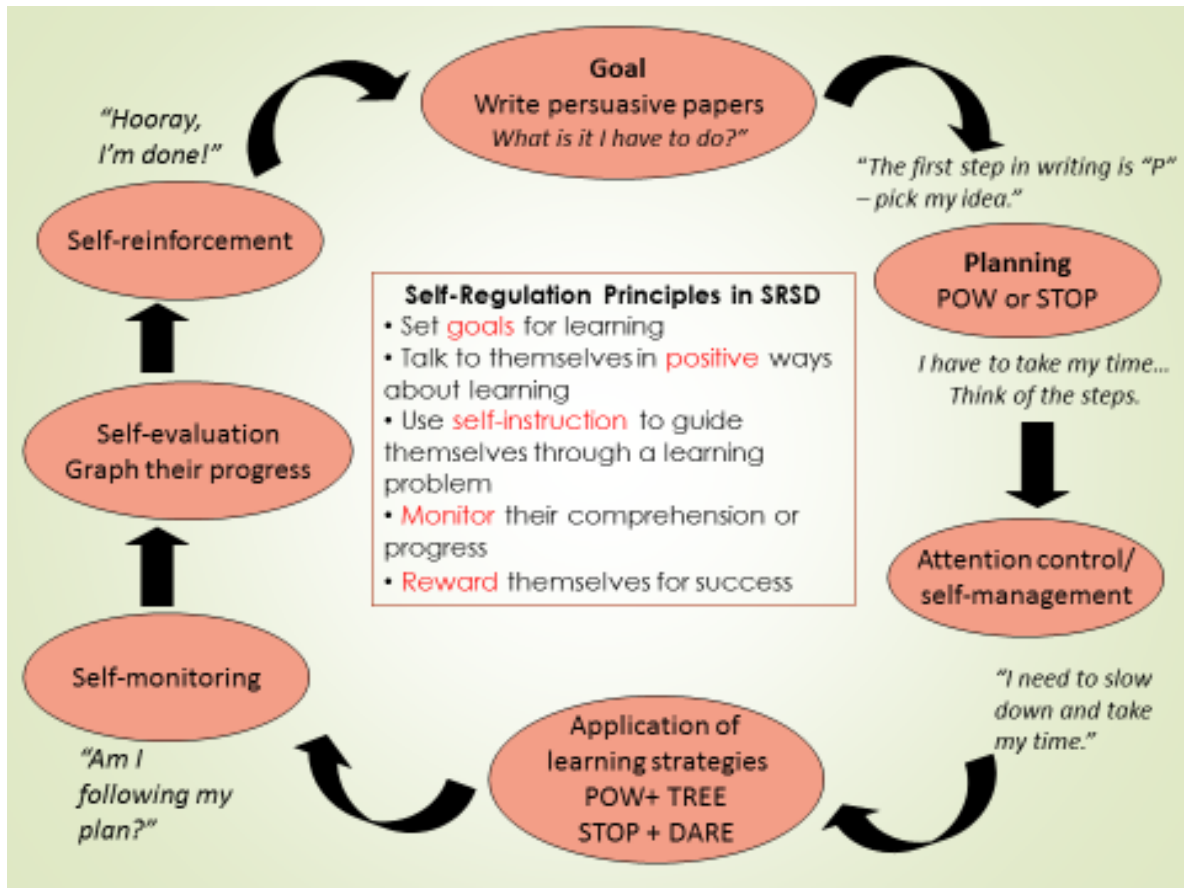 Goal
Write persuasive papers
What is it I have to do?”
“The first step in writing is “P”
– pick my idea.”
Planning
POW or STOP
I have to take my time...
Think of the steps.
Attention control/
self-management
“I need to slow
down and take
my time.”
Application of
learning strategies
POW+ TREE
STOP + DARE
“Am I
following my
plan?”
Self-monitoring
Self-evaluation
Graph their progress
Self-reinforcement
“Hooray,
I’m done!”
Self-Regulation Principles in SRSD
• Set goals for learning
• Talk to themselves in positive ways
about learning
• Use self-instruction to guide
themselves through a learning
problem
• Monitor their comprehension or
progress
• Reward themselves for success